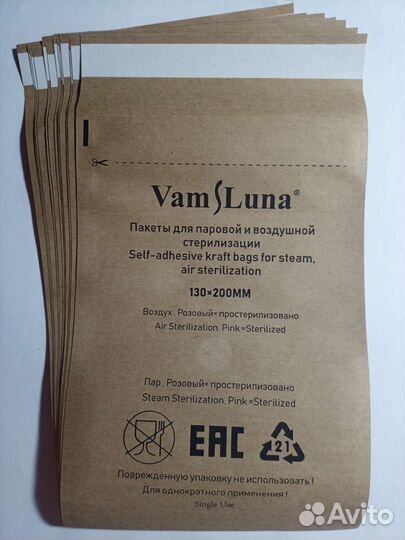 Vam Luna®
Пакеты для паровой и воздушной
стерилизации
Self-adhesive kraft bags for steam,
air sterilization
130×200ММ
Воздух . Розовый= простерилизовано
Air Sterilization. Pink =Sterilized
Пар . Розовый= простерилизовано
Steam Sterilization. Pink =Sterilized
EAC
21
Поврежденную упаковку не использовать !
Для однократного применения !
Single Use
Avito